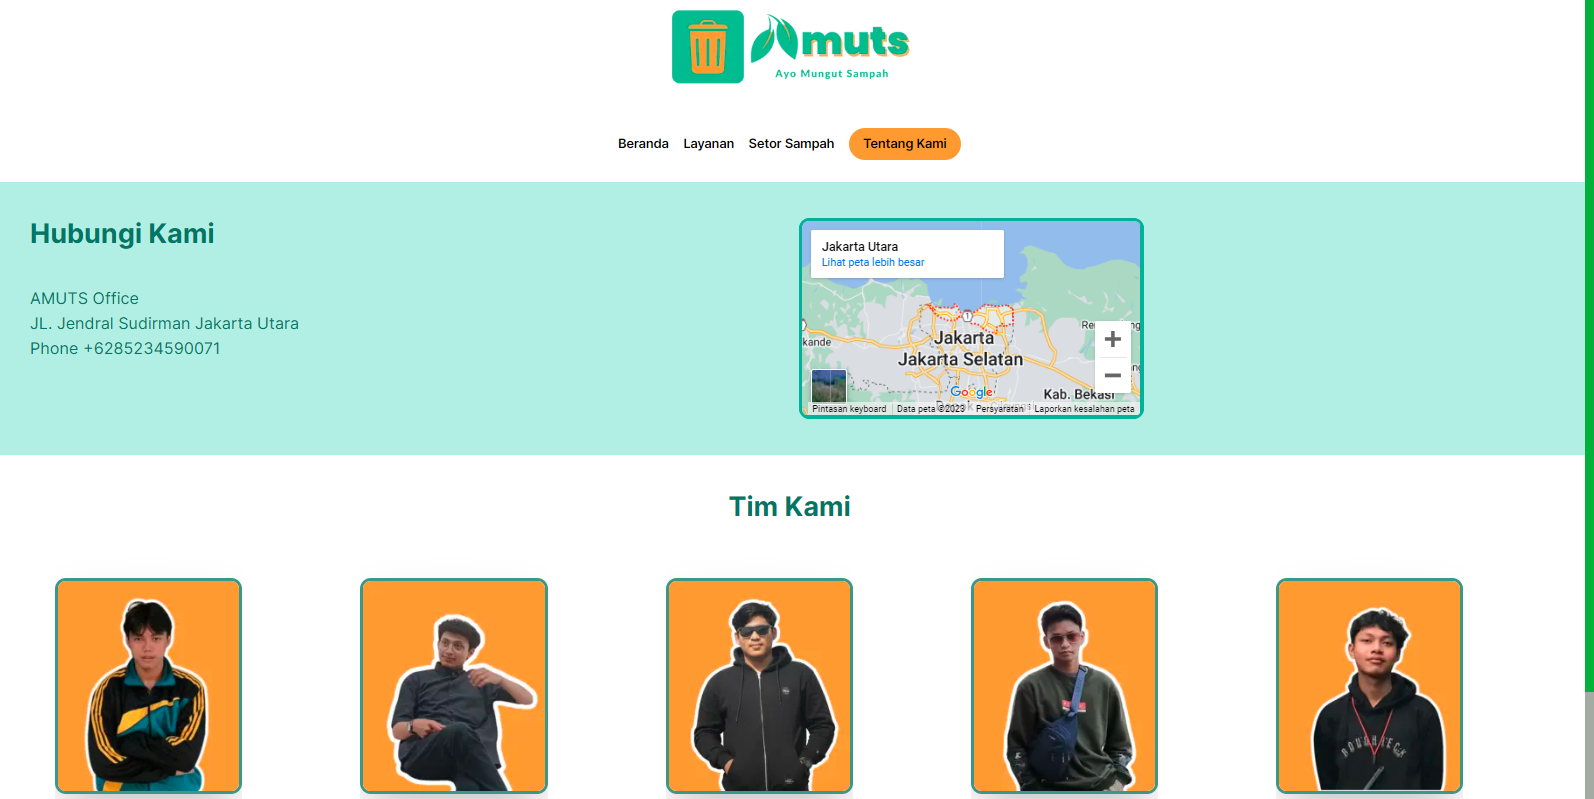 Amuts
Ayo Mungut Sampah
Beranda Layanan Setor Sampah Tentang Kami
Hubungi Kami
AMUTS Office
JL. Jendral Sudirman Jakarta Utara
Phone +6285234590071
Jakarta Utara
Lihat peta lebih besar
1
kande
Jakarta
Jakarta Selatan
Google
Kab. Bekasi
Pintasan keyboard Data peta ©2023 Persyaratan Laporkan kesalahan peta
Tim Kami